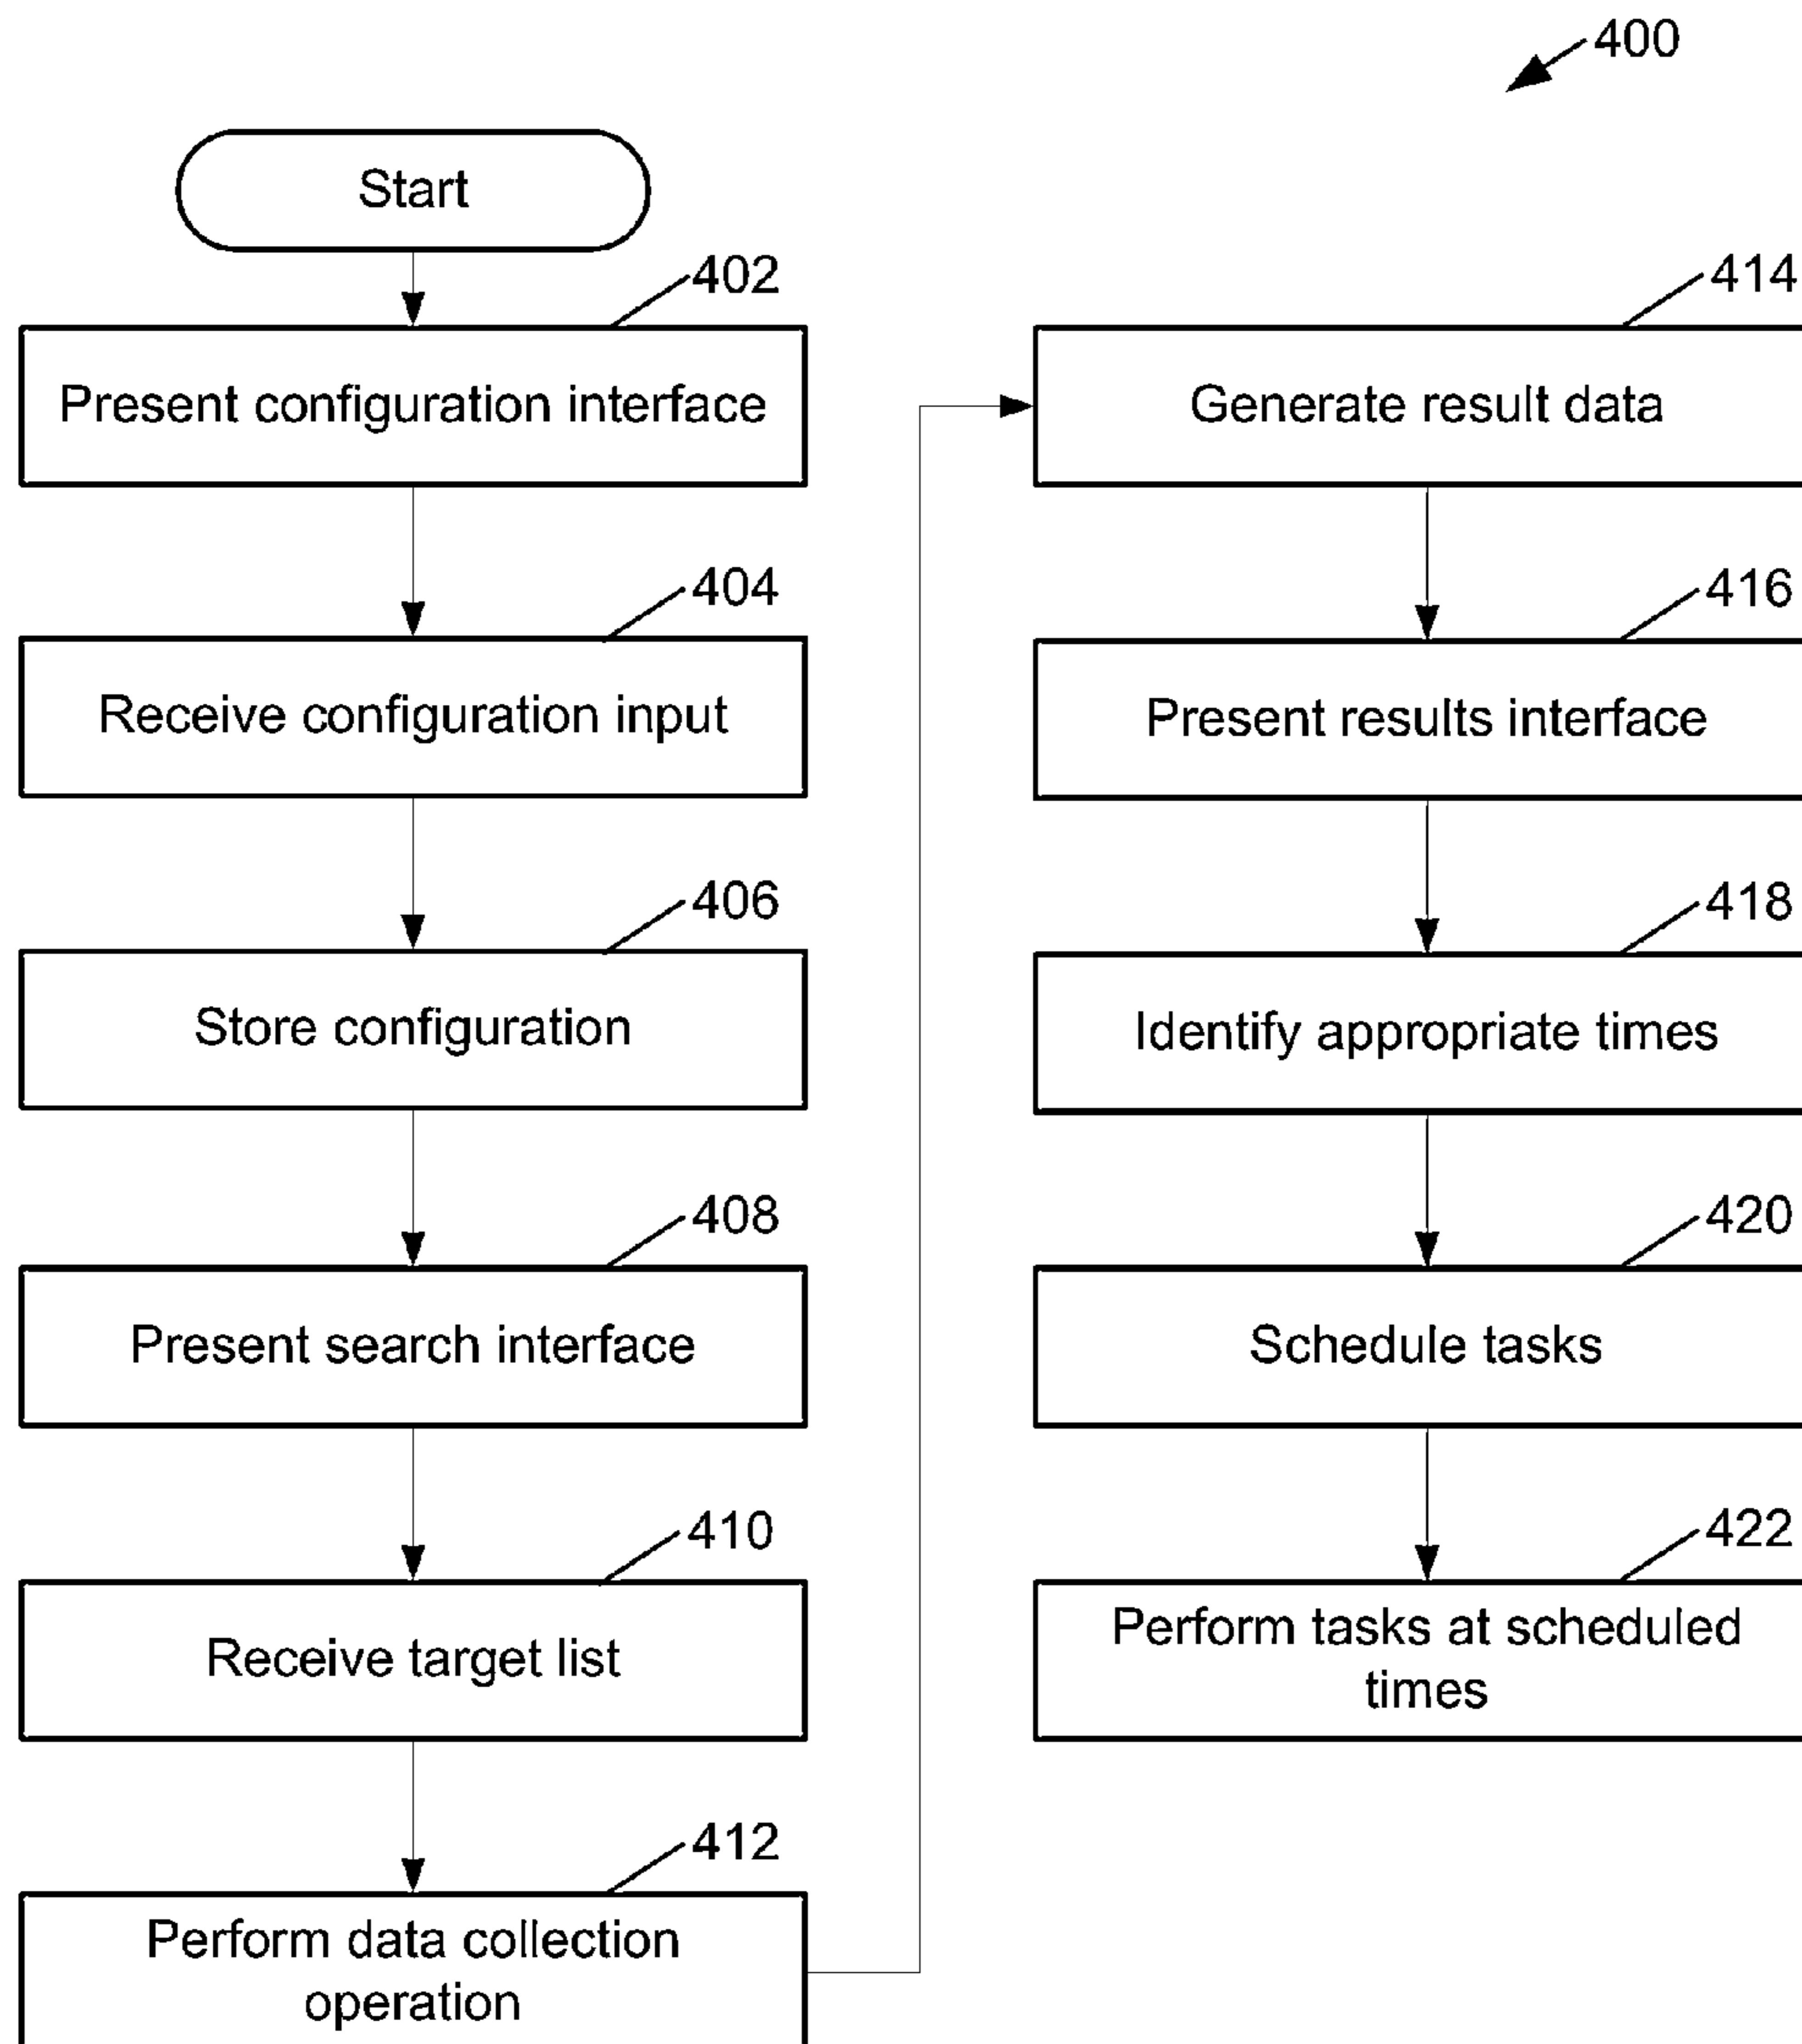 400
Start
402
Present configuration interface
404
Receive configuration input
406
Store configuration
408
Present search interface
410
Receive target list
412
Perform data collection
operation
414
Generate result data
416
Present results interface
418
Identify appropriate times
420
Schedule tasks
422
Perform tasks at scheduled
times